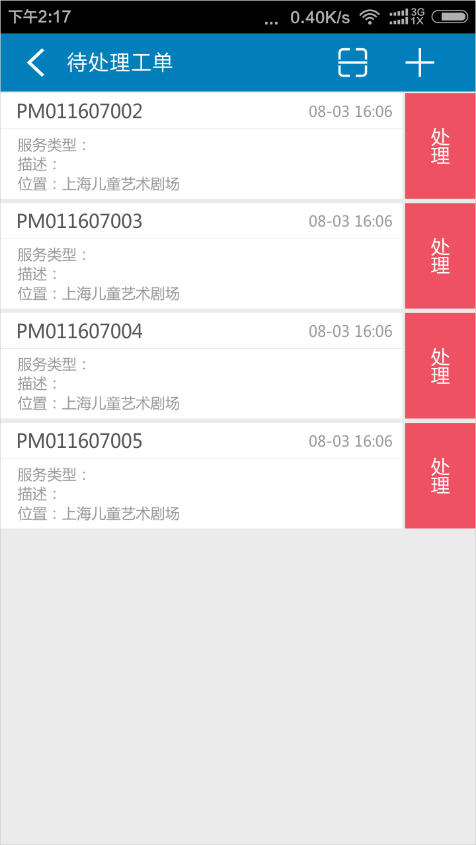 下午2:17
... 0.40K/s 3G 1X
待处理工单
PM011607002 08-03 16:06
服务类型：
描述：
位置：上海儿童艺术剧场
处理
PM011607003 08-03 16:06
服务类型：
描述：
位置：上海儿童艺术剧场
处理
PM011607004 08-03 16:06
服务类型：
描述：
位置：上海儿童艺术剧场
处理
PM011607005 08-03 16:06
服务类型：
描述：
位置：上海儿童艺术剧场
处理